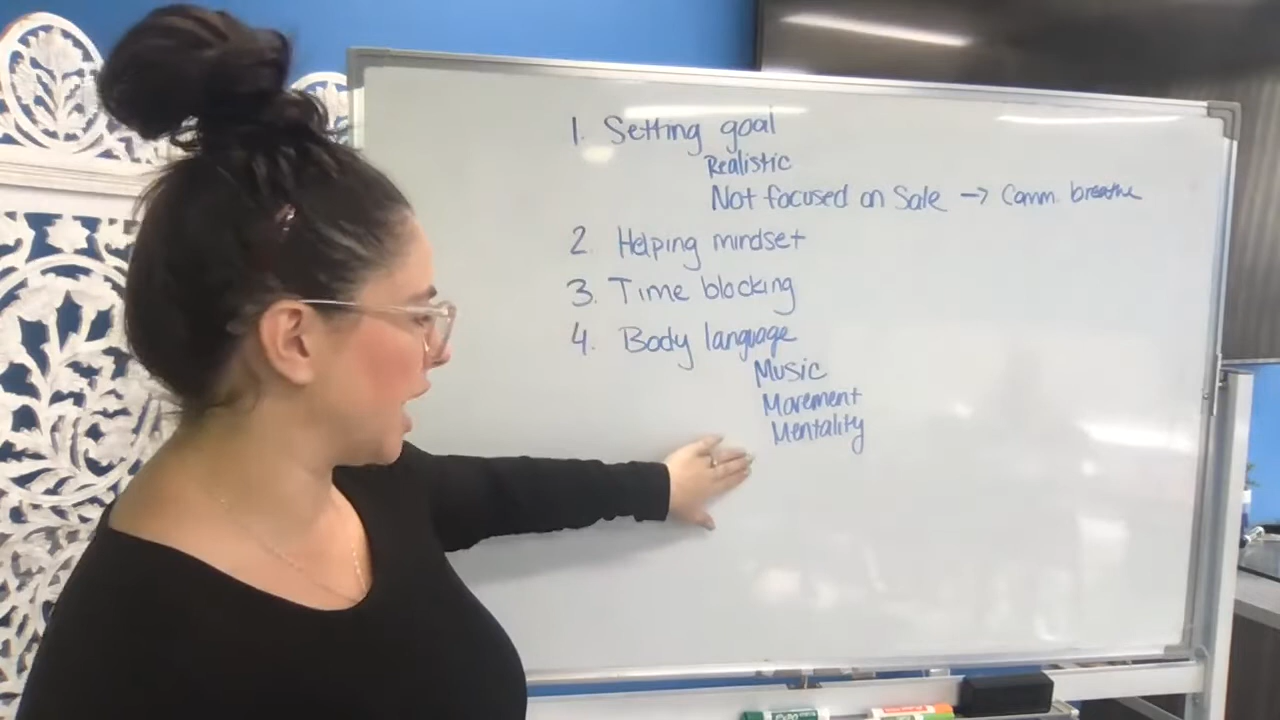 1. Setting goal
Realistic
Not focused on Sale → Comm. breathe
2. Helping mindset
3. Time blocking
4. Body language
Music
Movement
Mentality